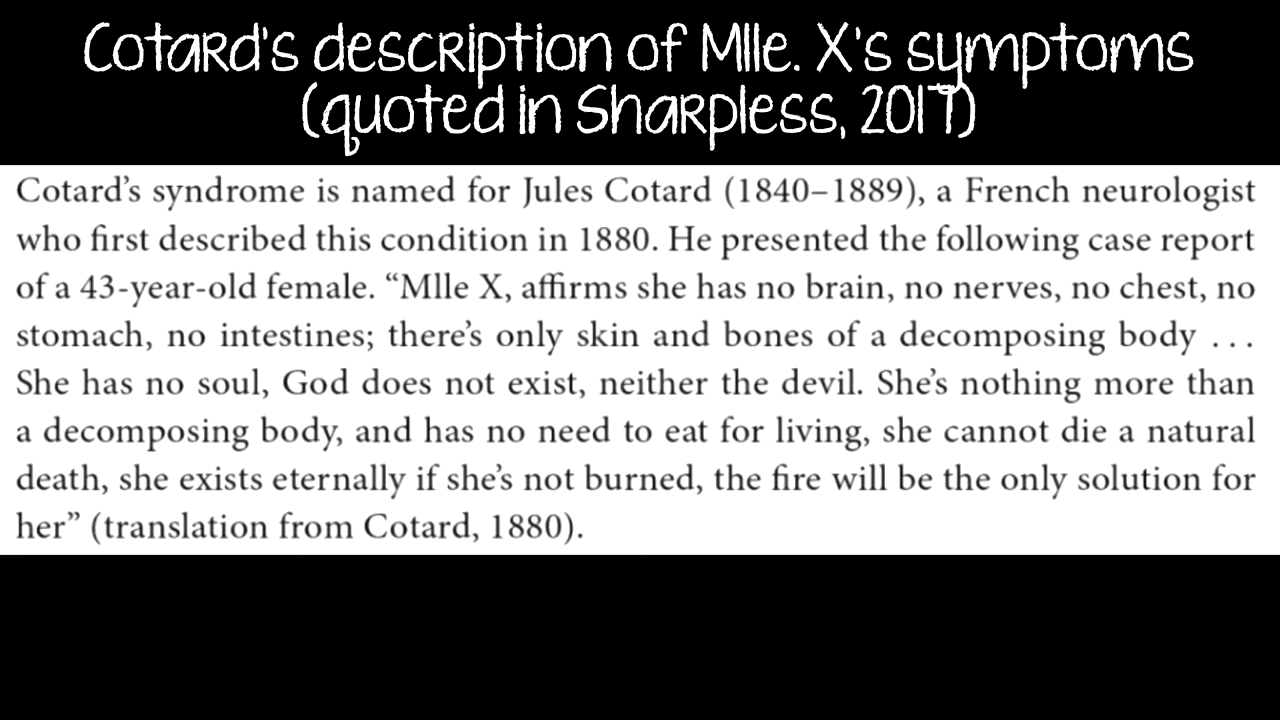 Cotard's description of Mlle. X's symptoms
(quoted in Sharpless, 2017)
Cotard’s syndrome is named for Jules Cotard (1840–1889), a French neurologist
who first described this condition in 1880. He presented the following case report
of a 43-year-old female. “Mlle X, affirms she has no brain, no nerves, no chest, no
stomach, no intestines; there’s only skin and bones of a decomposing body . . .
She has no soul, God does not exist, neither the devil. She’s nothing more than
a decomposing body, and has no need to eat for living, she cannot die a natural
death, she exists eternally if she’s not burned, the fire will be the only solution for
her” (translation from Cotard, 1880).